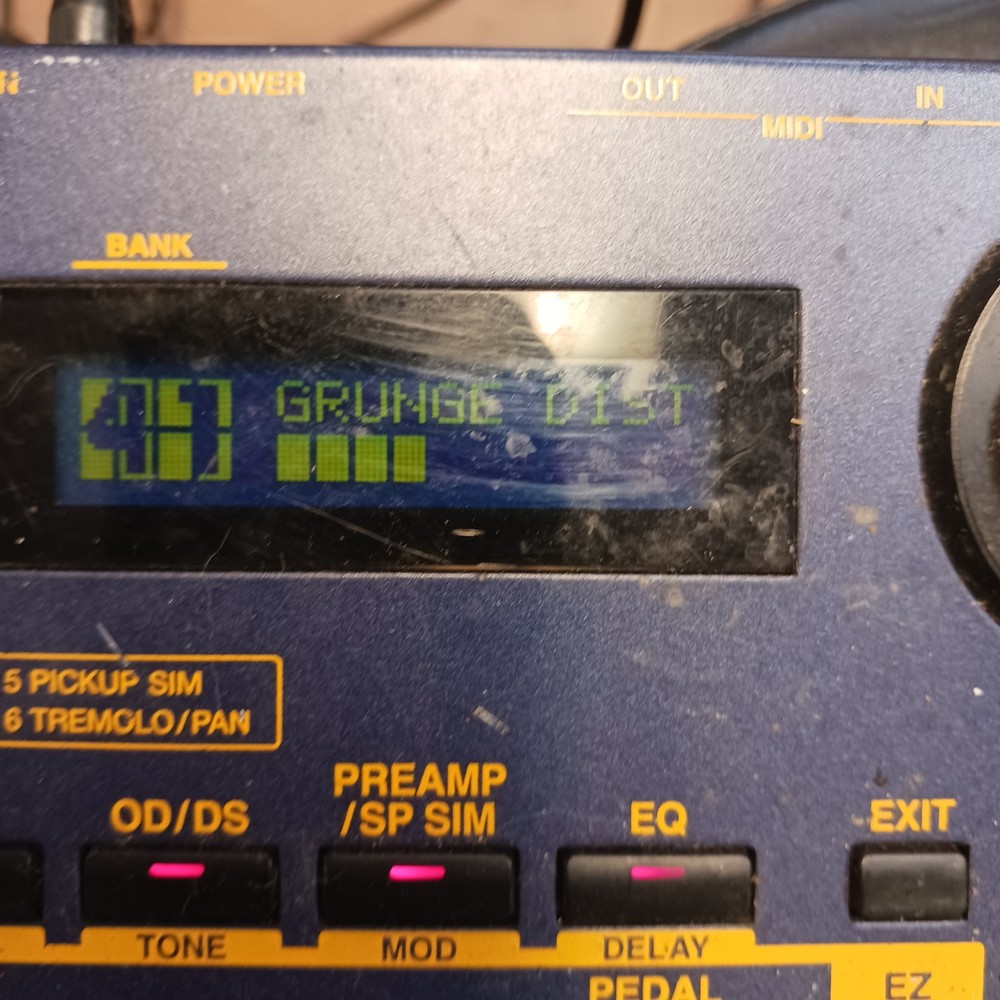 POWER
OUT
IN
MIDI
BANK
41 GRUNGE DIST
5 PICKUP SIM
6 TREMOLO/PAN
OD/DS
PREAMP
/SP SIM
EQ
EXIT
TONE
MOD
DELAY
PEDAL
EZ